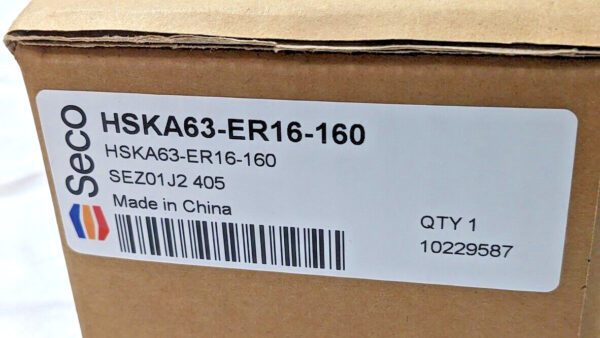 Seco
HSKA63-ER16-160
HSKA63-ER16-160
SEZ01J2 405
Made in China
QTY 1
10229587